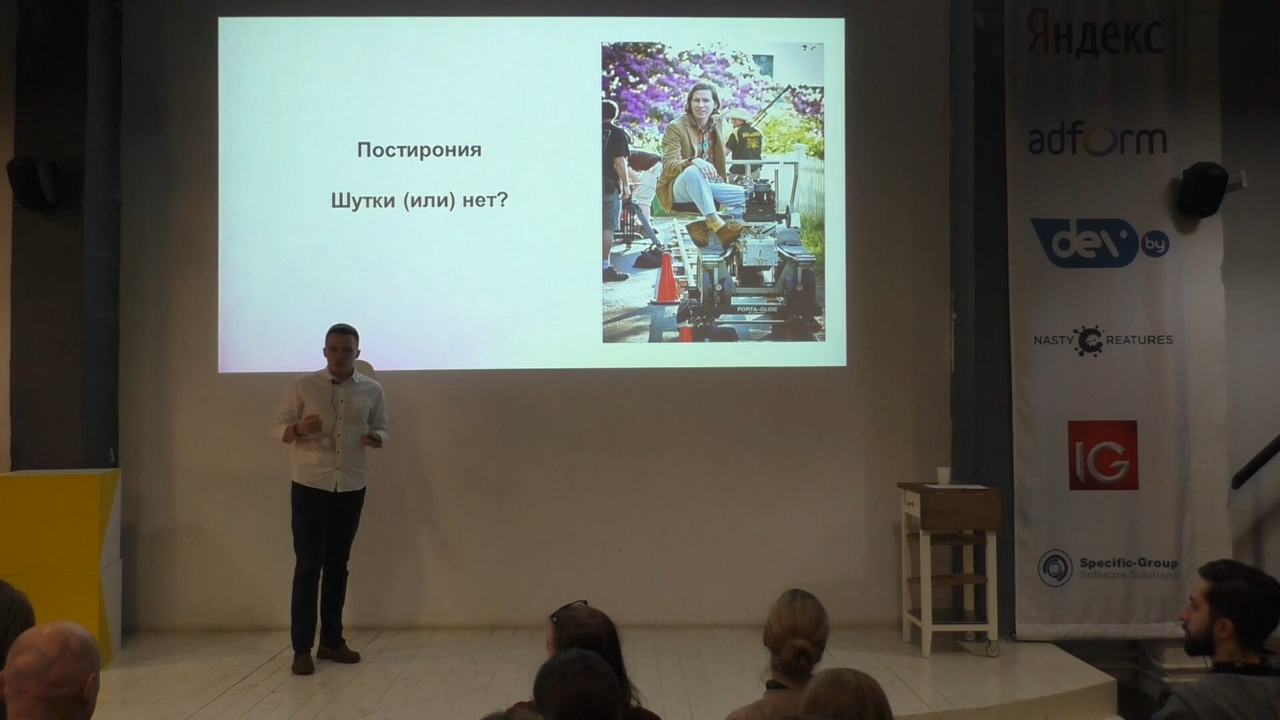 Постирония
Шутки (или) нет?
PORTA-GLIDE
Яндекс
adform
dev by
NASTY CREATURES
IG
Specific-Group
Software Solutions